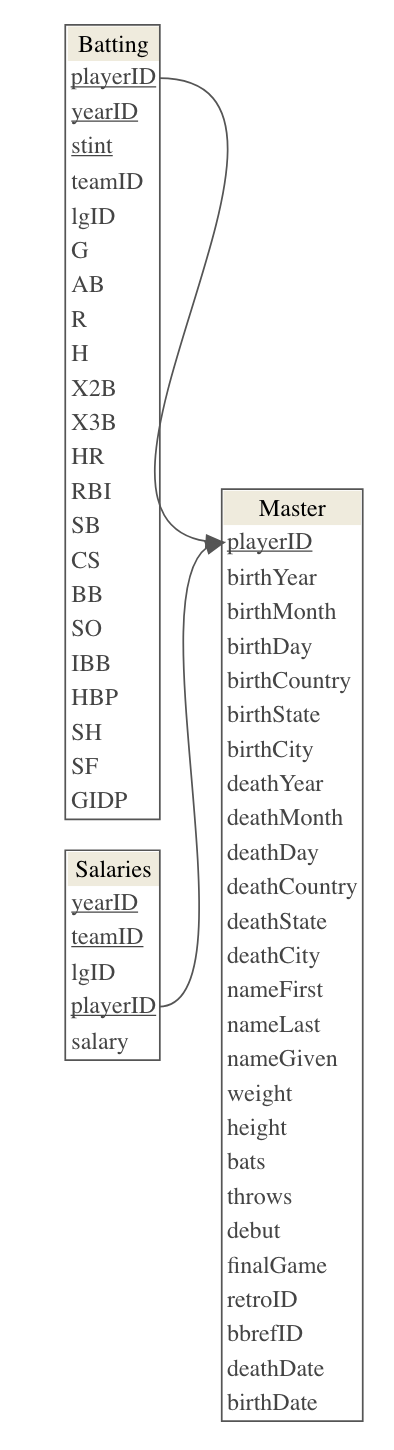 Batting
playerID
yearID
stint
teamID
lgID
G
AB
R
H
X2B
X3B
HR
RBI
SB
CS
BB
SO
IBB
HBP
SH
SF
GIDP
Salaries
yearID
teamID
lgID
playerID
salary
Master
playerID
birthYear
birthMonth
birthDay
birthCountry
birthState
birthCity
deathYear
deathMonth
deathDay
deathCountry
deathState
deathCity
nameFirst
nameLast
nameGiven
weight
height
bats
throws
debut
finalGame
retroID
bbrefID
deathDate
birthDate